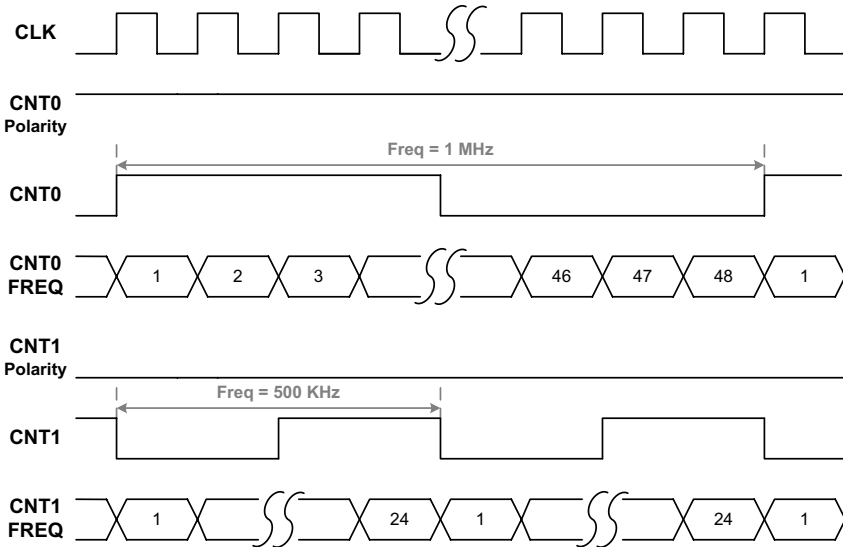 CLK
CNT0
Polarity
Freq = 1 MHz
CNT0
CNT0
FREQ
1 2 3 46 47 48 1
CNT1
Polarity
Freq = 500 KHz
CNT1
CNT1
FREQ
1 24 1 24 1